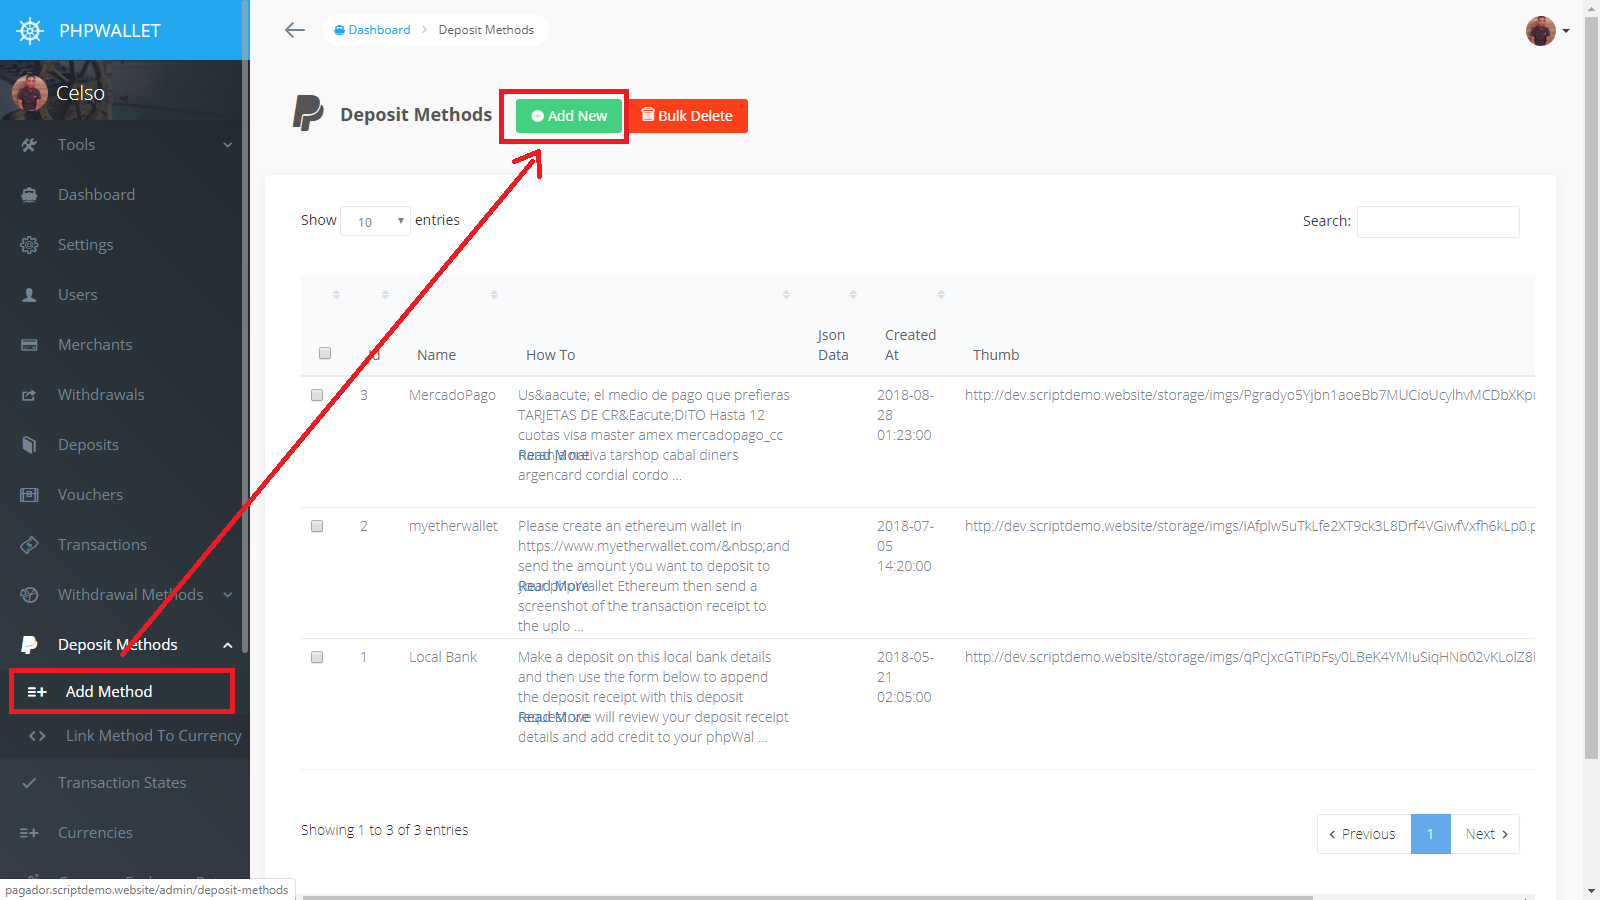 PHPWALLET
Dashboard
Deposit Methods
Celso
Deposit Methods
Add New
Bulk Delete
Tools
Dashboard
Settings
Users
Merchants
Withdrawals
Deposits
Vouchers
Transactions
Withdrawal Methods
Deposit Methods
Add Method
Link Method To Currency
Transaction States
Currencies
pagador.scriptdemo.website/admin/deposit-methods
Show 10 entries
Search:
Id
Name
How To
Json
Data
Created
At
Thumb
3
MercadoPago
Us&aacute; el medio de pago que prefieras
TARJETAS DE CR&Eacute;DITO Hasta 12
cuotas visa master amex mercadopago_cc
Read More
tarshop cabal diners
argencard cordial cordo ...
2018-08-
28
01:23:00
http://dev.scriptdemo.website/storage/imgs/
2
myetherwallet
Please create an ethereum wallet in
https://www.myetherwallet.com/&nbsp;and
send the amount you want to deposit to
Read More
Ethereum then send a
screenshot of the transaction receipt to
the uplo ...
2018-07-
05
14:20:00
http://dev.scriptdemo.website/storage/imgs/
1
Local Bank
Make a deposit on this local bank details
and then use the form below to append
the deposit receipt with this deposit
Read More
we will review your deposit receipt
details and add credit to your phpWal ...
2018-05-
21
02:05:00
http://dev.scriptdemo.website/storage/imgs/
Showing 1 to 3 of 3 entries
Previous
1
Next